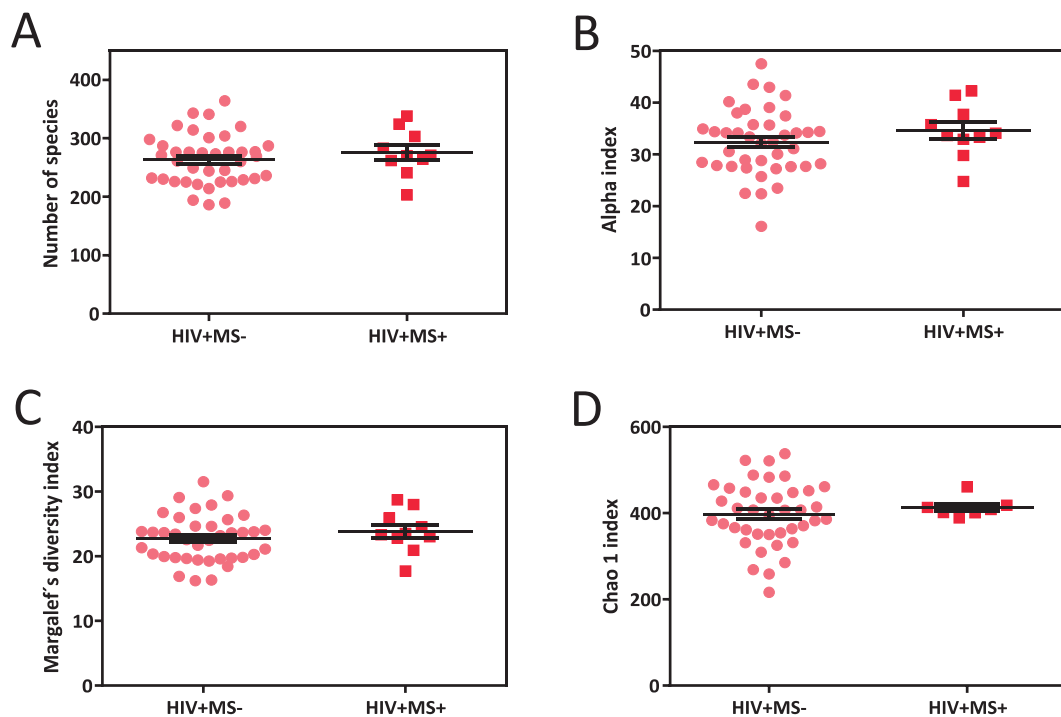 A
Number of species
400
300
200
100
0
HIV+MS-
HIV+MS+
B
Alpha index
50
40
30
20
10
0
HIV+MS-
HIV+MS+
C
Margalef´s diversity index
40
30
20
10
0
HIV+MS-
HIV+MS+
D
Chao 1 index
600
400
200
0
HIV+MS-
HIV+MS+